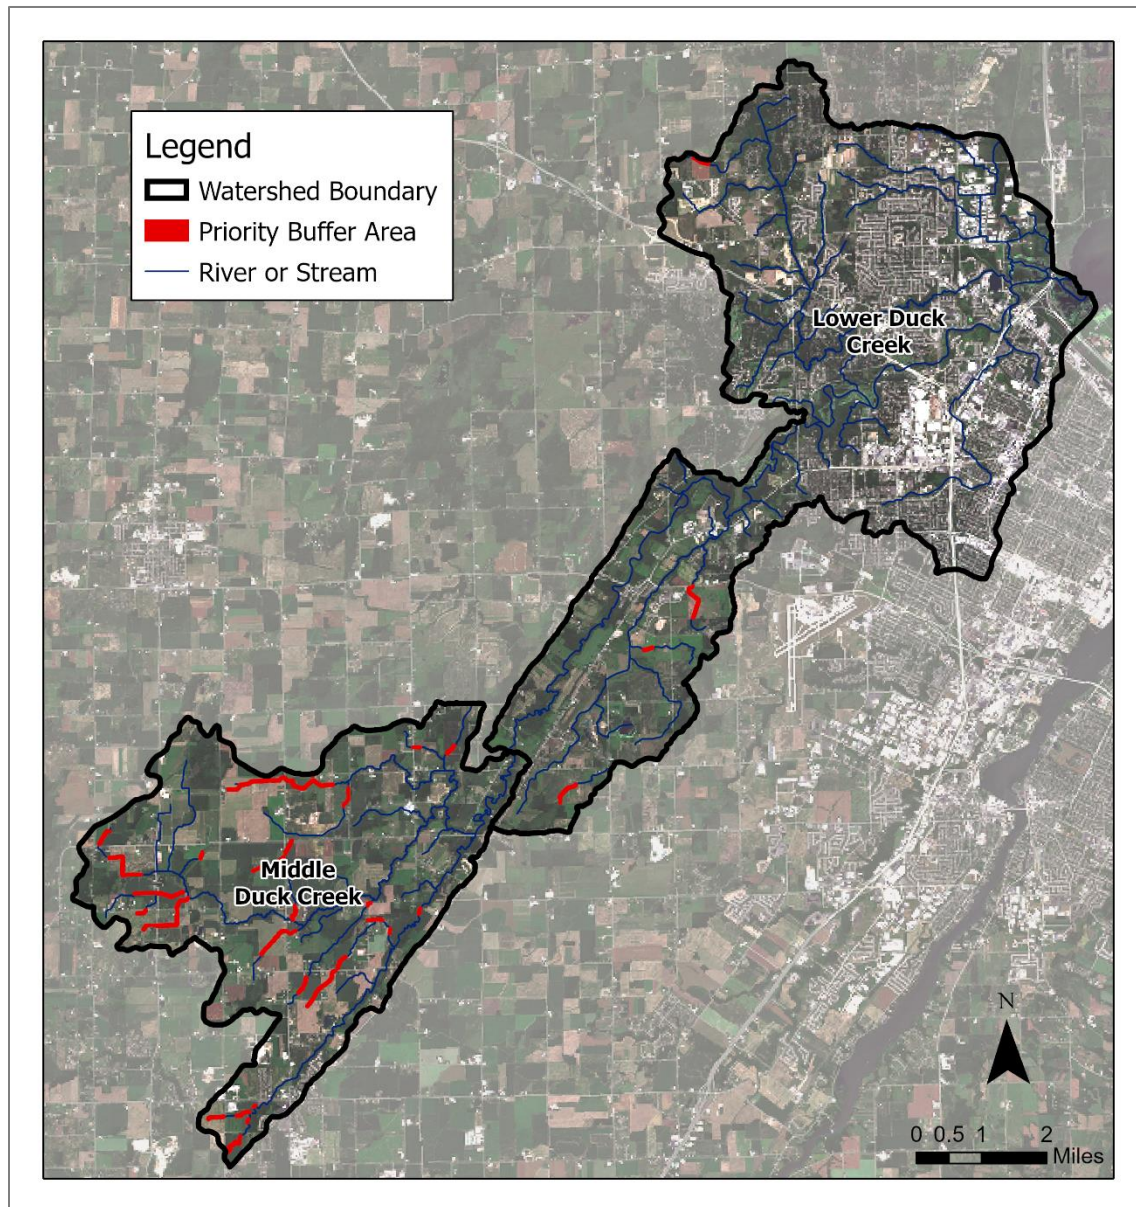 Legend
Watershed Boundary
Priority Buffer Area
River or Stream
Lower Duck
Creek
Middle
Duck Creek
N
0 0.5 1 2
Miles